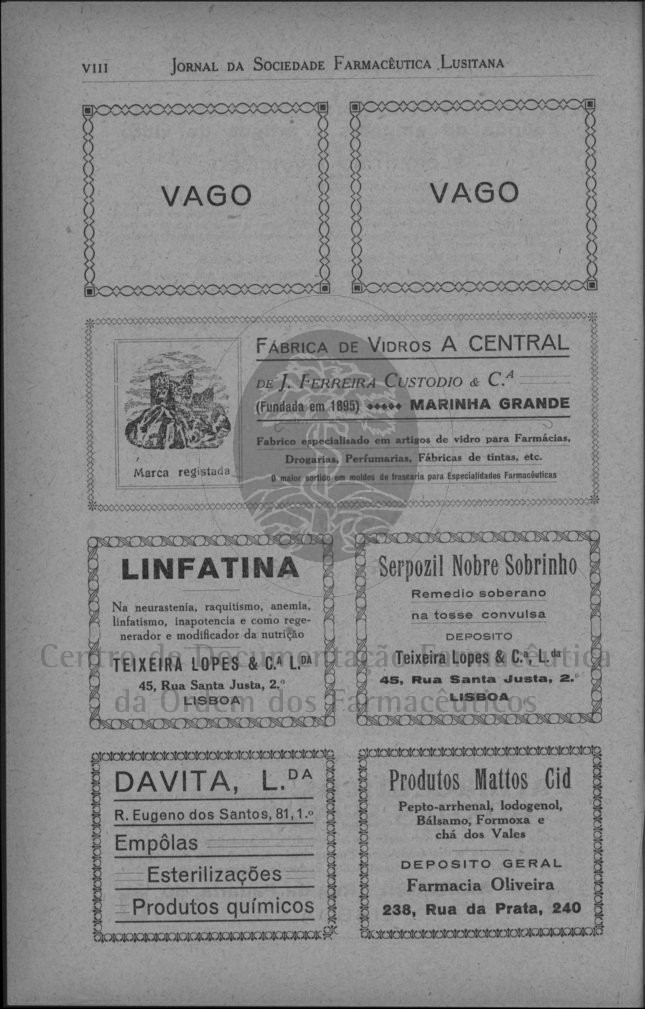 VIII JORNAL DA SOCIEDADE FARMACÊUTICA LUSITANA
VAGO
VAGO
FÁBRICA DE VIDROS A CENTRAL
DE J. FERREIRA CUSTODIO & C.ᴬ
(Fundada em 1895) MARINHA GRANDE
Fabrico especialisado em artigos de vidro para Farmácias,
Drogarias, Perfumarias, Fábricas de tintas, etc.
O maior sortido em moldes de frascaria para Especialidades Farmacêuticas
Marca registada
LINFATINA
Na neurastenia, raquitismo, anemia,
linfatismo, inapotencia e como rege-
nerador e modificador da nutrição
TEIXEIRA LOPES & C.ᴬ L.ᴰᴬ
45, Rua Santa Justa, 2.º
LISBOA
Serpozil Nobre Sobrinho
Remedio soberano
na tosse convulsa
DEPOSITO
Teixeira Lopes & C.ª, L.da
45, Rua Santa Justa, 2.º
LISBOA
Centro de Documentação Farmacêutica
da Ordem dos Farmacêuticos
DAVITA, L.ᴰᴬ
R. Eugeno dos Santos, 81, 1.º
Empôlas
Esterilizações
Produtos químicos
Produtos Mattos Cid
Pepto-arrhenal, Iodogenol,
Bálsamo, Formoxa e
chá dos Vales
DEPOSITO GERAL
Farmacia Oliveira
238, Rua da Prata, 240